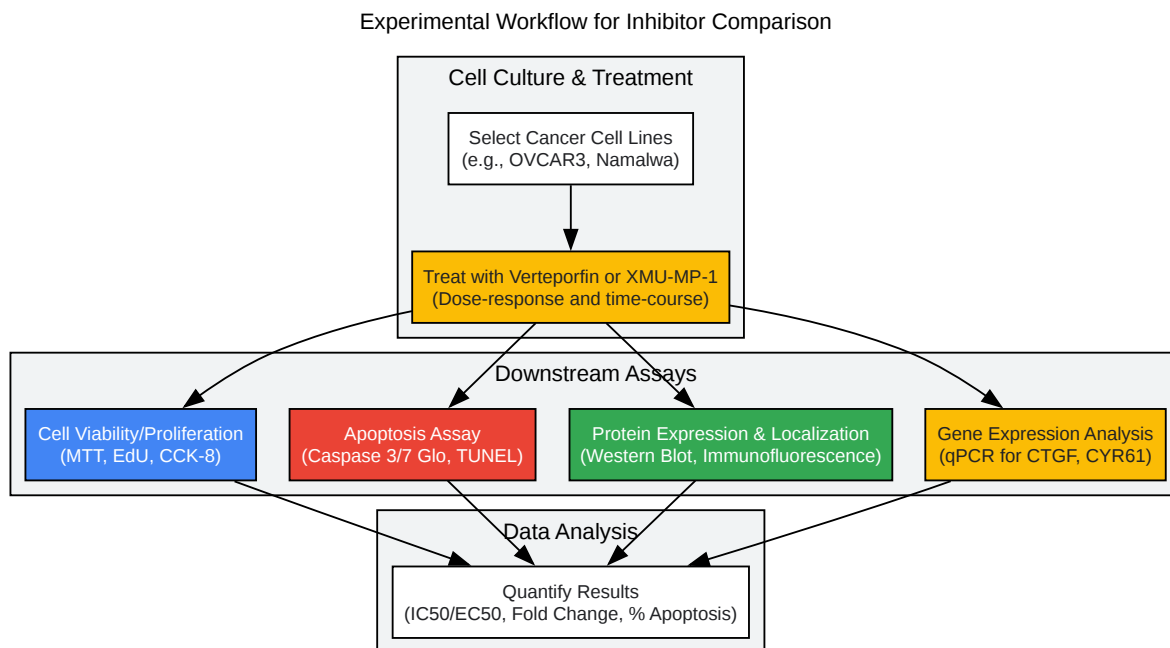 Experimental Workflow for Inhibitor Comparison
Cell Culture & Treatment
Select Cancer Cell Lines
(e.g., OVCAR3, Namalwa)
Treat with Verteporfin or XMU-MP-1
(Dose-response and time-course)
Downstream Assays
Cell Viability/Proliferation
(MTT, EdU, CCK-8)
Apoptosis Assay
(Caspase 3/7 Glo, TUNEL)
Protein Expression & Localization
(Western Blot, Immunofluorescence)
Gene Expression Analysis
(qPCR for CTGF, CYR61)
Data Analysis
Quantify Results
(IC50/EC50, Fold Change, % Apoptosis)